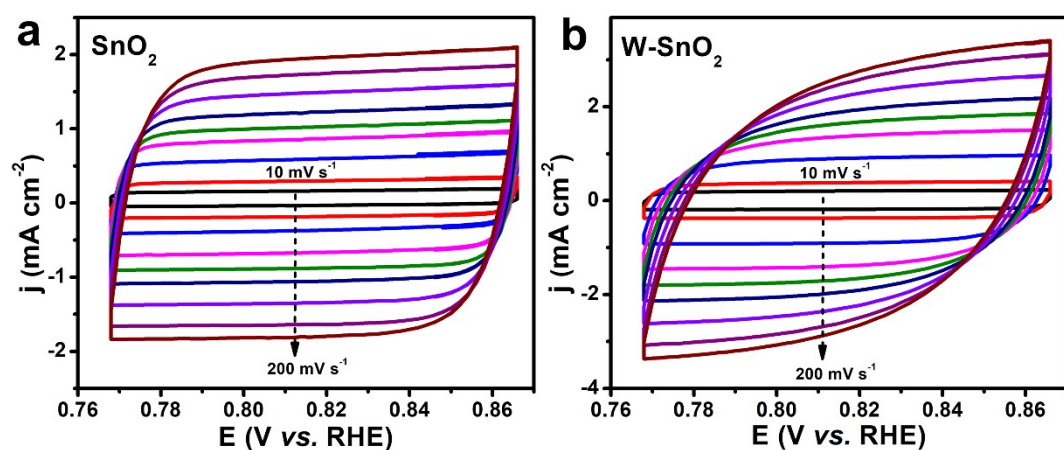 a
SnO₂
2
1
0
-1
-2
j (mA cm⁻²)
10 mV s⁻¹
200 mV s⁻¹
0.76 0.78 0.80 0.82 0.84 0.86
E (V vs. RHE)
b
W-SnO₂
2
0
-2
-4
j (mA cm⁻²)
10 mV s⁻¹
200 mV s⁻¹
0.76 0.78 0.80 0.82 0.84 0.86
E (V vs. RHE)